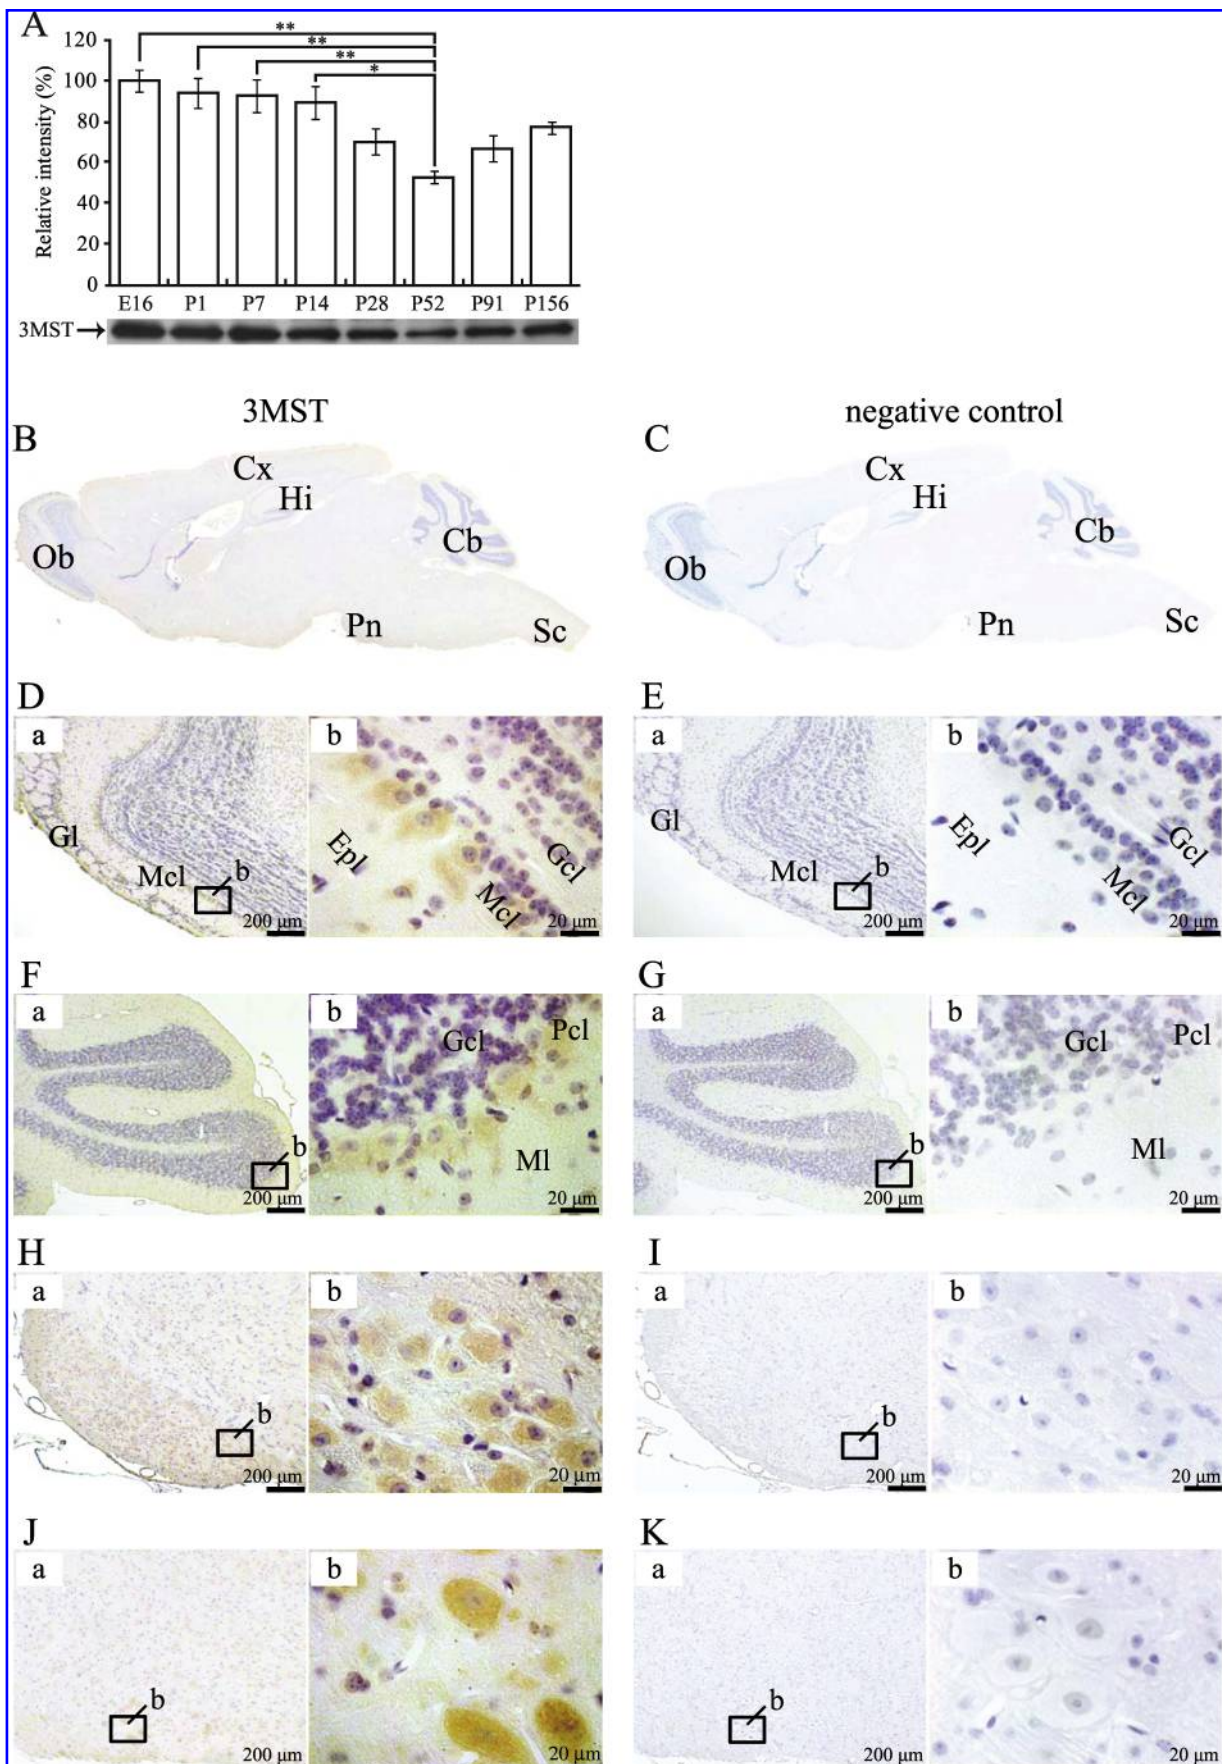 A
120
100
80
60
40
20
0
Relative intensity (%)
**
**
**
*
E16 P1 P7 P14 P28 P52 P91 P156
3MST
3MST negative control
B C
Cx Hi Ob Cb Pn Sc
Cx Hi Ob Cb Pn Sc
D E
a b a b
Gl Mcl b 200 μm
Epl Gcl Mcl 20 μm
Gl Mcl b 200 μm
Epl Gcl Mcl 20 μm
F G
a b a b
b 200 μm
Gcl Pcl Ml 20 μm
b 200 μm
Gcl Pcl Ml 20 μm
H I
a b a b
b 200 μm
20 μm
b 200 μm
20 μm
J K
a b a b
b 200 μm
20 μm
b 200 μm
20 μm